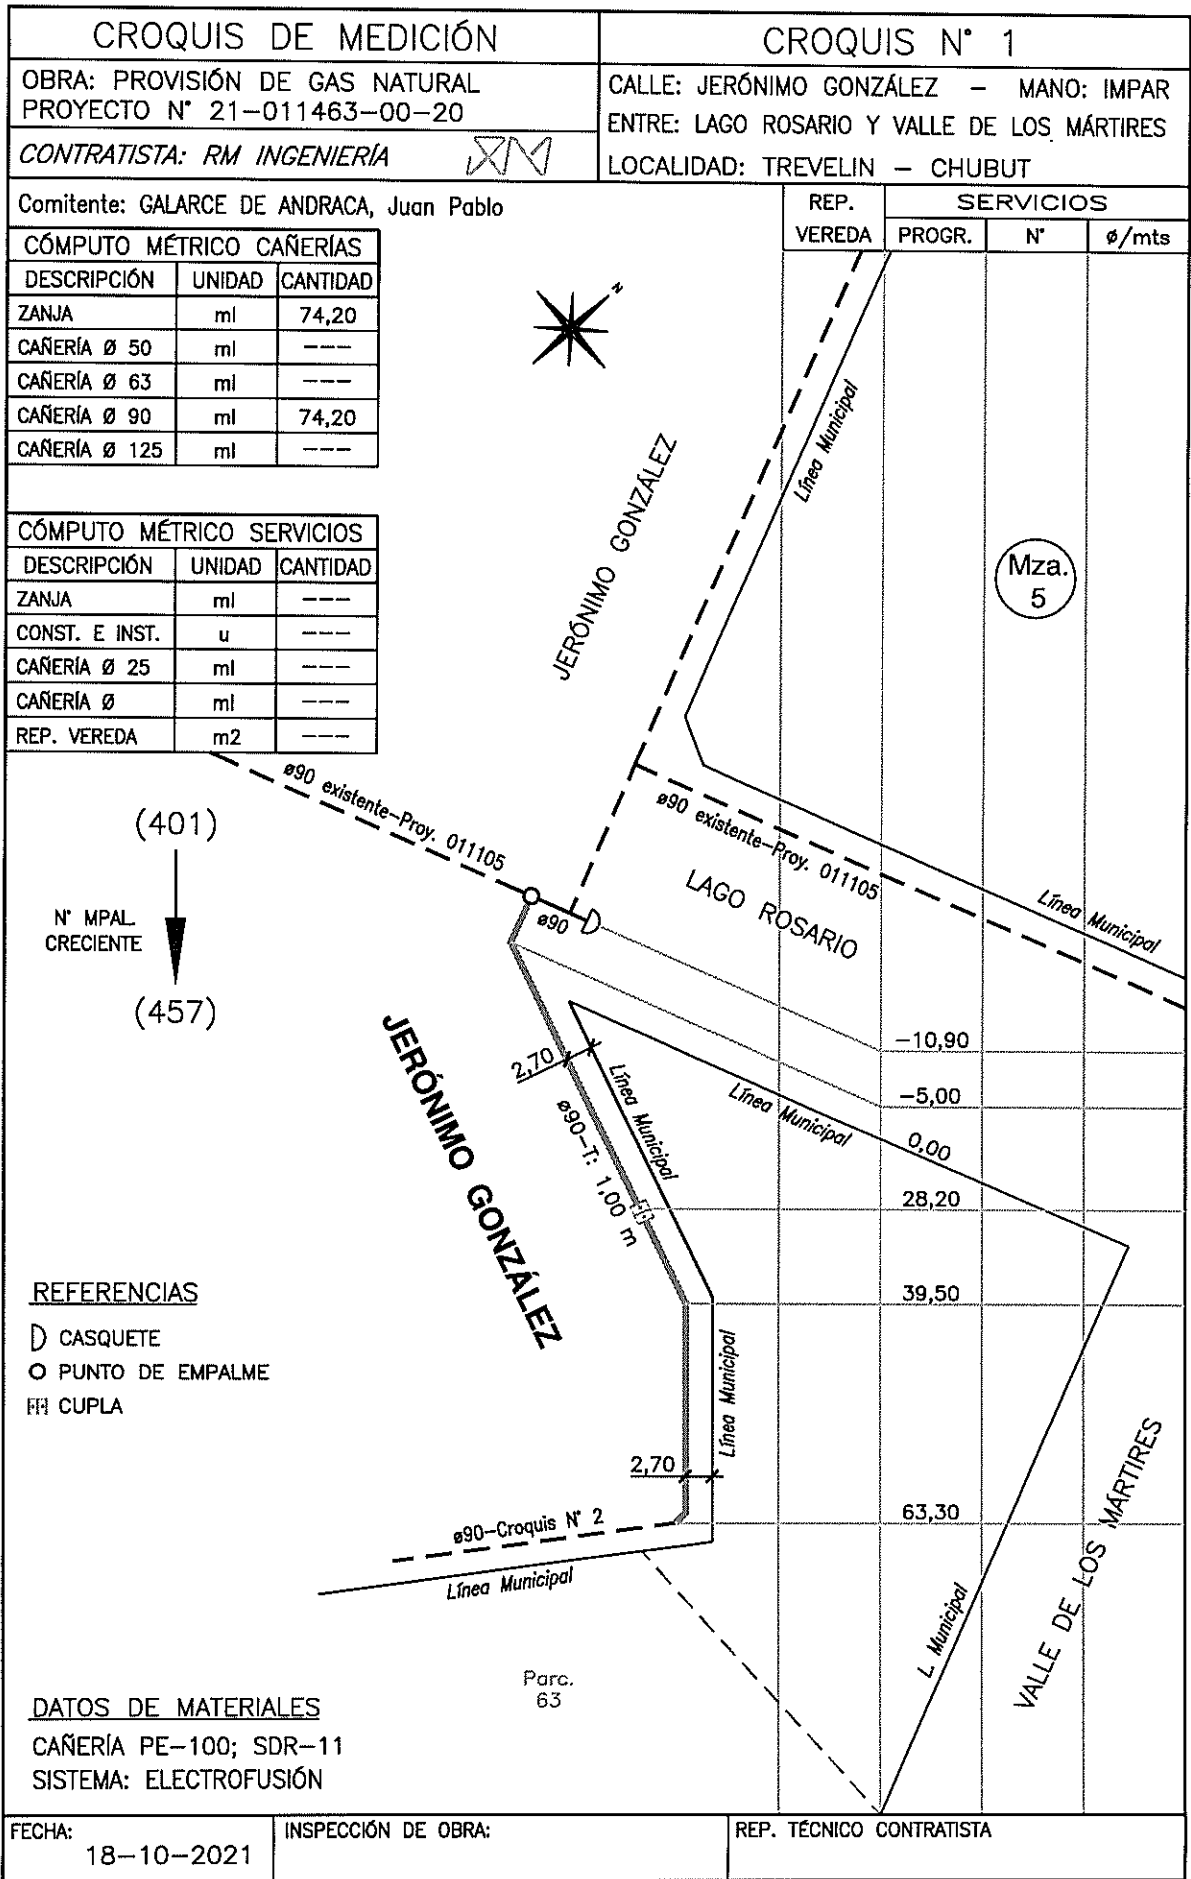 CROQUIS DE MEDICIÓN
CROQUIS N° 1
OBRA: PROVISIÓN DE GAS NATURAL
PROYECTO N° 21-011463-00-20
CALLE: JERÓNIMO GONZÁLEZ - MANO: IMPAR
ENTRE: LAGO ROSARIO Y VALLE DE LOS MÁRTIRES
CONTRATISTA: RM INGENIERÍA RM
LOCALIDAD: TREVELIN - CHUBUT
Comitente: GALARCE DE ANDRACA, Juan Pablo
REP. VEREDA
SERVICIOS
PROGR. N° ø/mts
CÓMPUTO MÉTRICO CAÑERÍAS
DESCRIPCIÓN UNIDAD CANTIDAD
ZANJA ml 74,20
CAÑERÍA Ø 50 ml ---
CAÑERÍA Ø 63 ml ---
CAÑERÍA Ø 90 ml 74,20
CAÑERÍA Ø 125 ml ---
N
Línea Municipal
JERÓNIMO GONZÁLEZ
Mza.
5
CÓMPUTO MÉTRICO SERVICIOS
DESCRIPCIÓN UNIDAD CANTIDAD
ZANJA ml ---
CONST. E INST. u ---
CAÑERÍA Ø 25 ml ---
CAÑERÍA Ø ml ---
REP. VEREDA m2 ---
ø90 existente-Proy. 011105
ø90 existente-Proy. 011105
(401)
N° MPAL.
CRECIENTE
(457)
LAGO ROSARIO
Línea Municipal
ø90
-10,90
-5,00
0,00
28,20
39,50
63,30
JERÓNIMO GONZÁLEZ
2,70
Línea Municipal
Línea Municipal
ø90-T: 1,00 m
REFERENCIAS
CASQUETE
PUNTO DE EMPALME
CUPLA
Línea Municipal
2,70
ø90-Croquis N° 2
Línea Municipal
L. Municipal
VALLE DE LOS MÁRTIRES
Parc.
63
DATOS DE MATERIALES
CAÑERÍA PE-100; SDR-11
SISTEMA: ELECTROFUSIÓN
FECHA:
18-10-2021
INSPECCIÓN DE OBRA:
REP. TÉCNICO CONTRATISTA